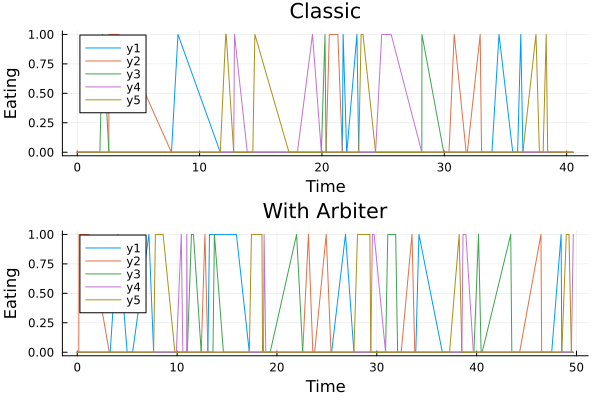 Classic
1.00
0.75
0.50
0.25
0.00
Eating
y1
y2
y3
y4
y5
0 10 20 30 40
Time
With Arbiter
1.00
0.75
0.50
0.25
0.00
Eating
y1
y2
y3
y4
y5
0 10 20 30 40 50
Time